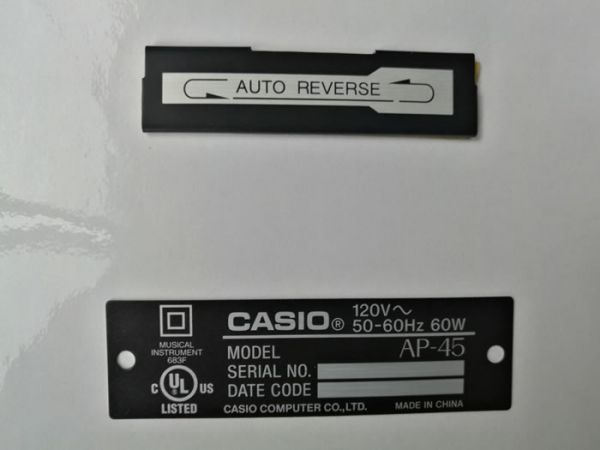 AUTO REVERSE
CASIO® 120V～
50-60Hz 60W
MUSICAL
INSTRUMENT
683F
MODEL AP-45
SERIAL NO.
DATE CODE
C UL® US
LISTED
CASIO COMPUTER CO.,LTD. MADE IN CHINA